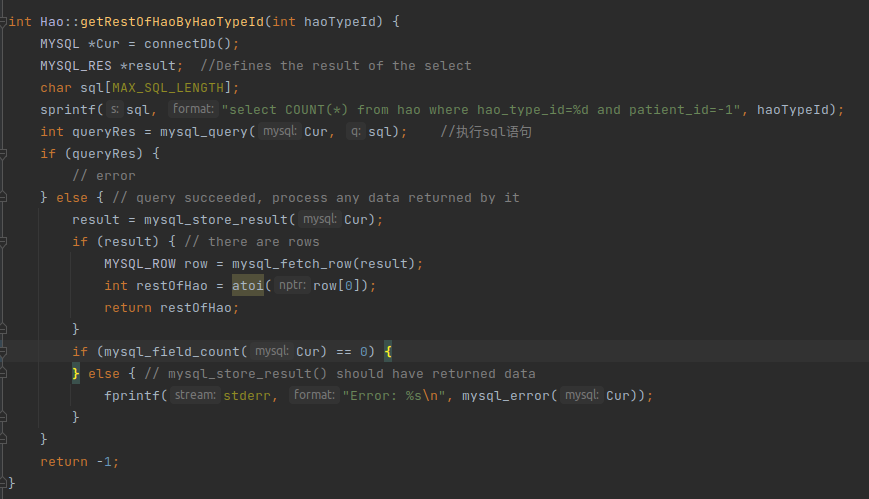 int Hao::getRestOfHaoByHaoTypeId(int haoTypeId) {
    MYSQL *Cur = connectDb();
    MYSQL_RES *result;  //Defines the result of the select
    char sql[MAX_SQL_LENGTH];
    sprintf( s: sql,  format: "select COUNT(*) from hao where hao_type_id=%d and patient_id=-1", haoTypeId);
    int queryRes = mysql_query( mysql: Cur,  q: sql);    //执行sql语句
    if (queryRes) {
        // error
    } else { // query succeeded, process any data returned by it
        result = mysql_store_result( mysql: Cur);
        if (result) { // there are rows
            MYSQL_ROW row = mysql_fetch_row(result);
            int restOfHao = atoi( nptr: row[0]);
            return restOfHao;
        }
        if (mysql_field_count( mysql: Cur) == 0) {
        } else { // mysql_store_result() should have returned data
            fprintf( stream: stderr,  format: "Error: %s\n", mysql_error( mysql: Cur));
        }
    }
    return -1;
}